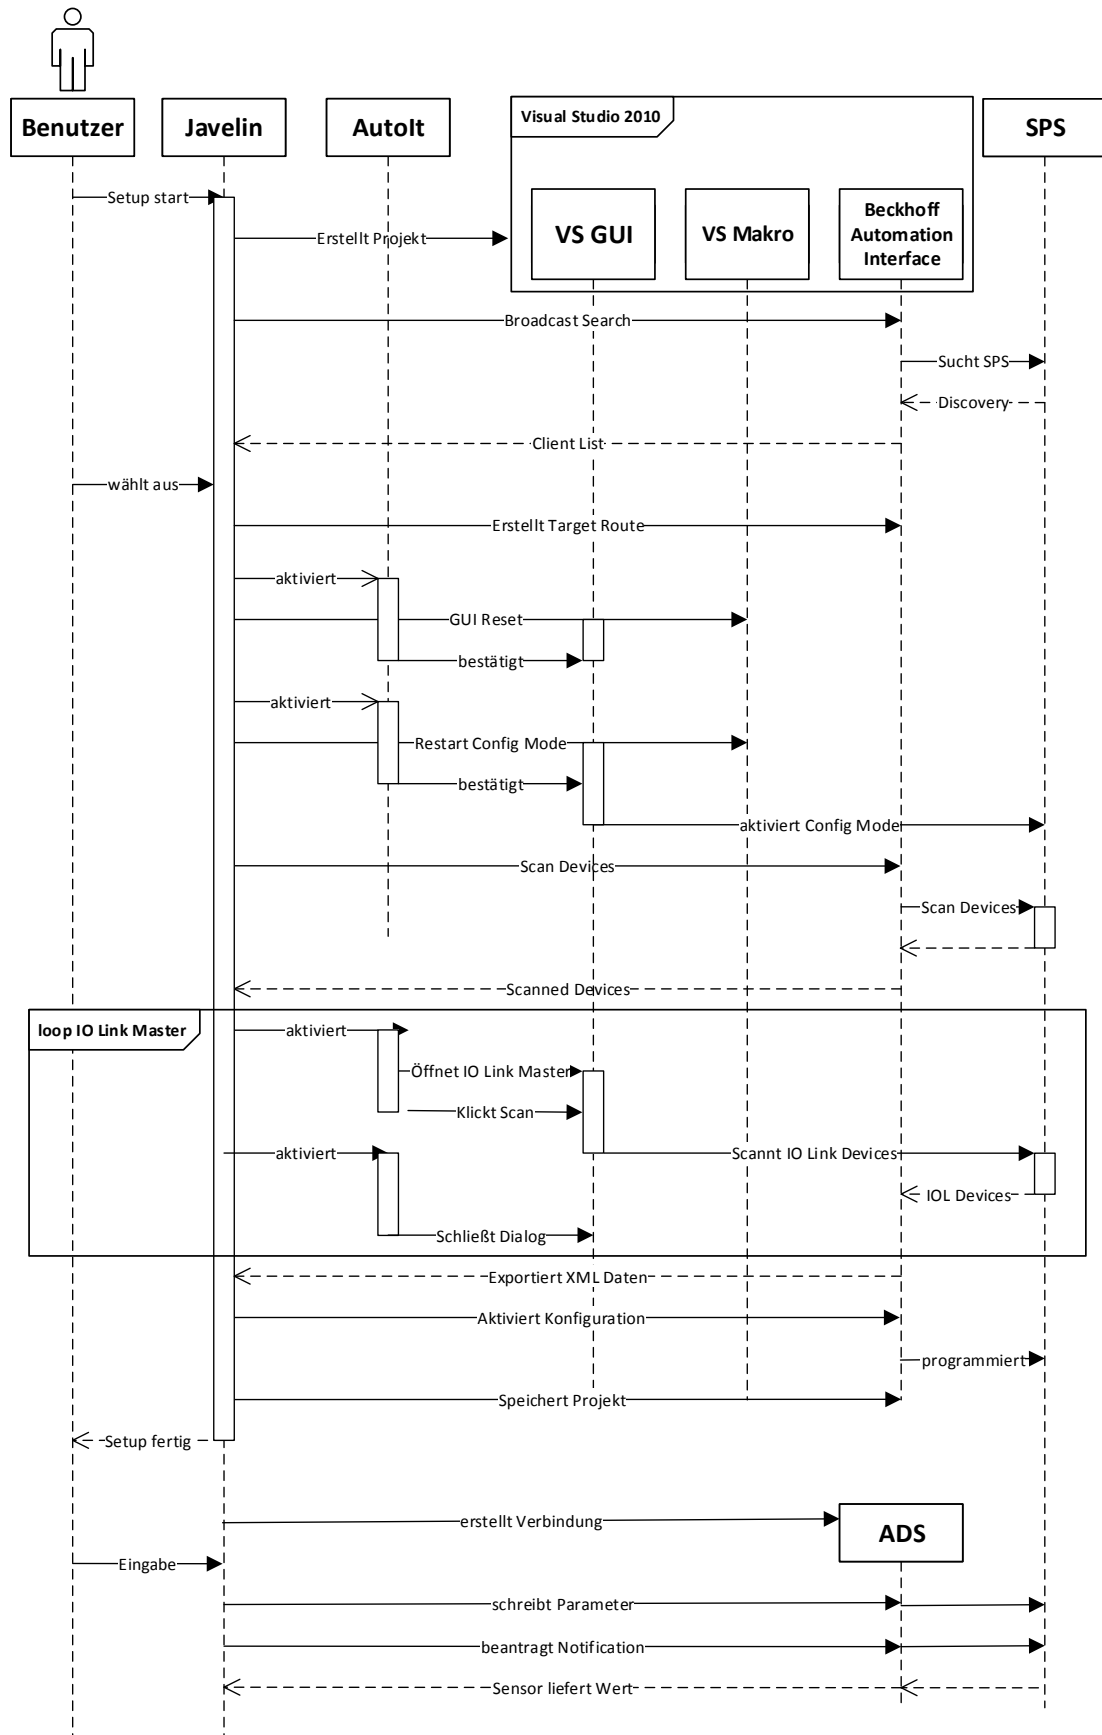 Benutzer
Javelin
AutoIt
Visual Studio 2010
SPS
VS GUI
VS Makro
Beckhoff
Automation
Interface
Setup start
Erstellt Projekt
Broadcast Search
Sucht SPS
Discovery
Client List
wählt aus
Erstellt Target Route
aktiviert
GUI Reset
bestätigt
aktiviert
Restart Config Mode
bestätigt
aktiviert Config Mode
Scan Devices
Scan Devices
Scanned Devices
loop IO Link Master
aktiviert
Öffnet IO Link Master
Klickt Scan
aktiviert
Scannt IO Link Devices
IOL Devices
Schließt Dialog
Exportiert XML Daten
Aktiviert Konfiguration
programmiert
Speichert Projekt
Setup fertig
erstellt Verbindung
ADS
Eingabe
schreibt Parameter
beantragt Notification
Sensor liefert Wert